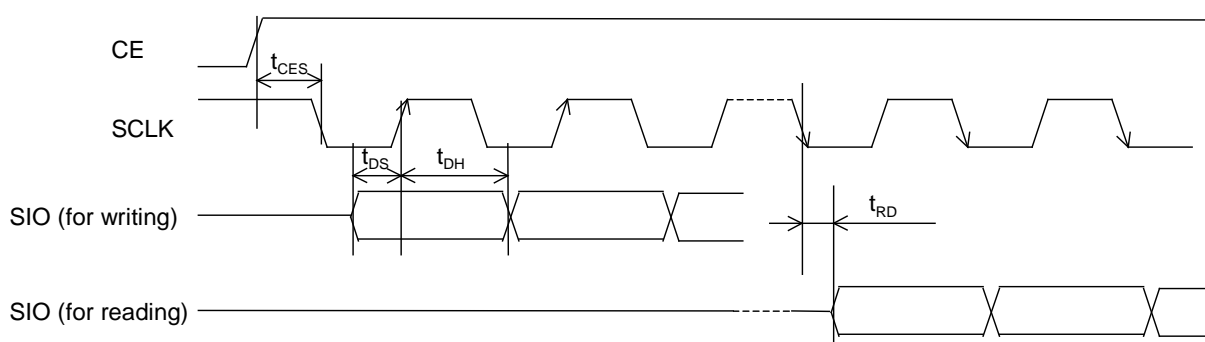 CE
tCES
SCLK
tDS
tDH
SIO (for writing)
tRD
SIO (for reading)